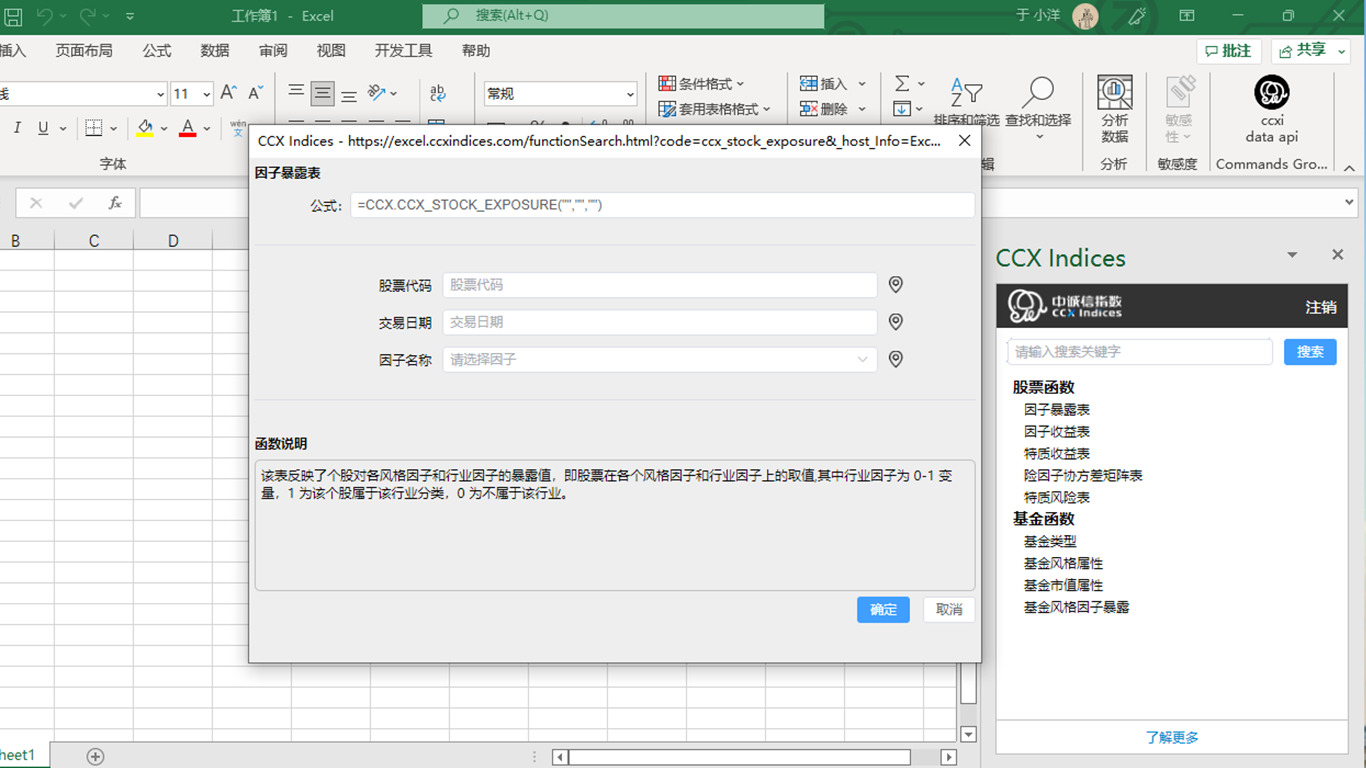 工作簿1 - Excel
搜索(Alt+Q)
于 小洋
插入 页面布局 公式 数据 审阅 视图 开发工具 帮助
批注 共享
11 A A 常规
条件格式
套用表格格式
插入
删除
排序和筛选 查找和选择
分析
数据
敏感
性
ccxi
data api
I U A wén
文
字体
辑
分析
敏感度
Commands Gro...
fx
CCX Indices - https://excel.ccxindices.com/functionSearch.html?code=ccx_stock_exposure&_host_Info=Exc...
因子暴露表
公式: =CCX.CCX_STOCK_EXPOSURE("","","")
股票代码 股票代码
交易日期 交易日期
因子名称 请选择因子
函数说明
该表反映了个股对各风格因子和行业因子的暴露值，即股票在各个风格因子和行业因子上的取值,其中行业因子为 0-1 变
量，1 为该个股属于该行业分类，0 为不属于该行业。
确定 取消
B C D
CCX Indices
中诚信指数
CCX Indices
注销
请输入搜索关键字 搜索
股票函数
因子暴露表
因子收益表
特质收益表
险因子协方差矩阵表
特质风险表
基金函数
基金类型
基金风格属性
基金市值属性
基金风格因子暴露
了解更多
heet1